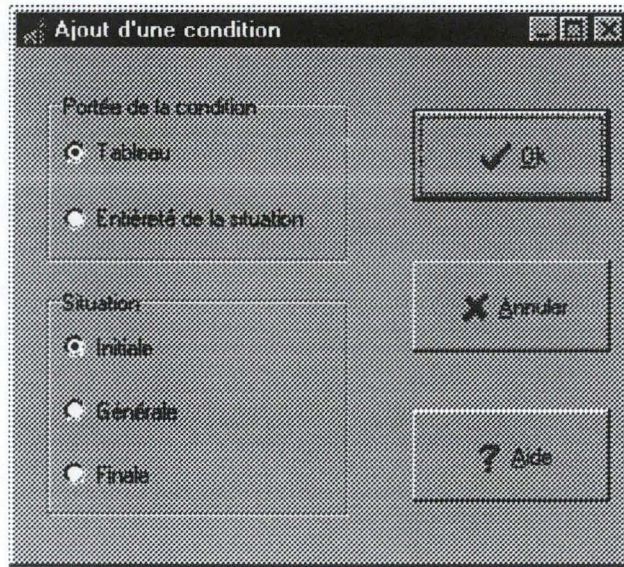 Ajout d'une condition
Portée de la condition
Tableau
Entièreté de la situation
Situation
Initiale
Générale
Finale
Ok
Annuler
Aide